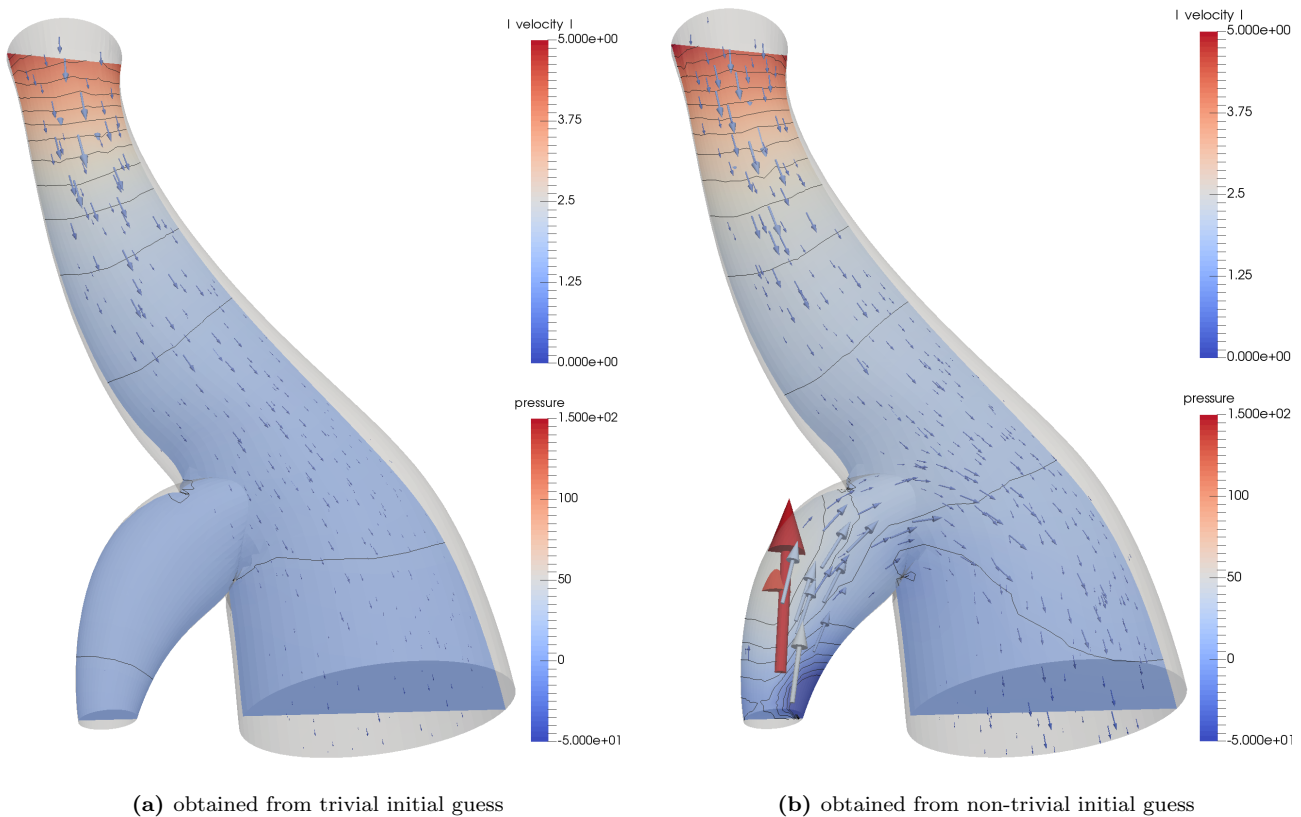 | velocity |
5.000e+00
3.75
2.5
1.25
0.000e+00
pressure
1.500e+02
100
50
0
-5.000e+01
(a) obtained from trivial initial guess
| velocity |
5.000e+00
3.75
2.5
1.25
0.000e+00
pressure
1.500e+02
100
50
0
-5.000e+01
(b) obtained from non-trivial initial guess